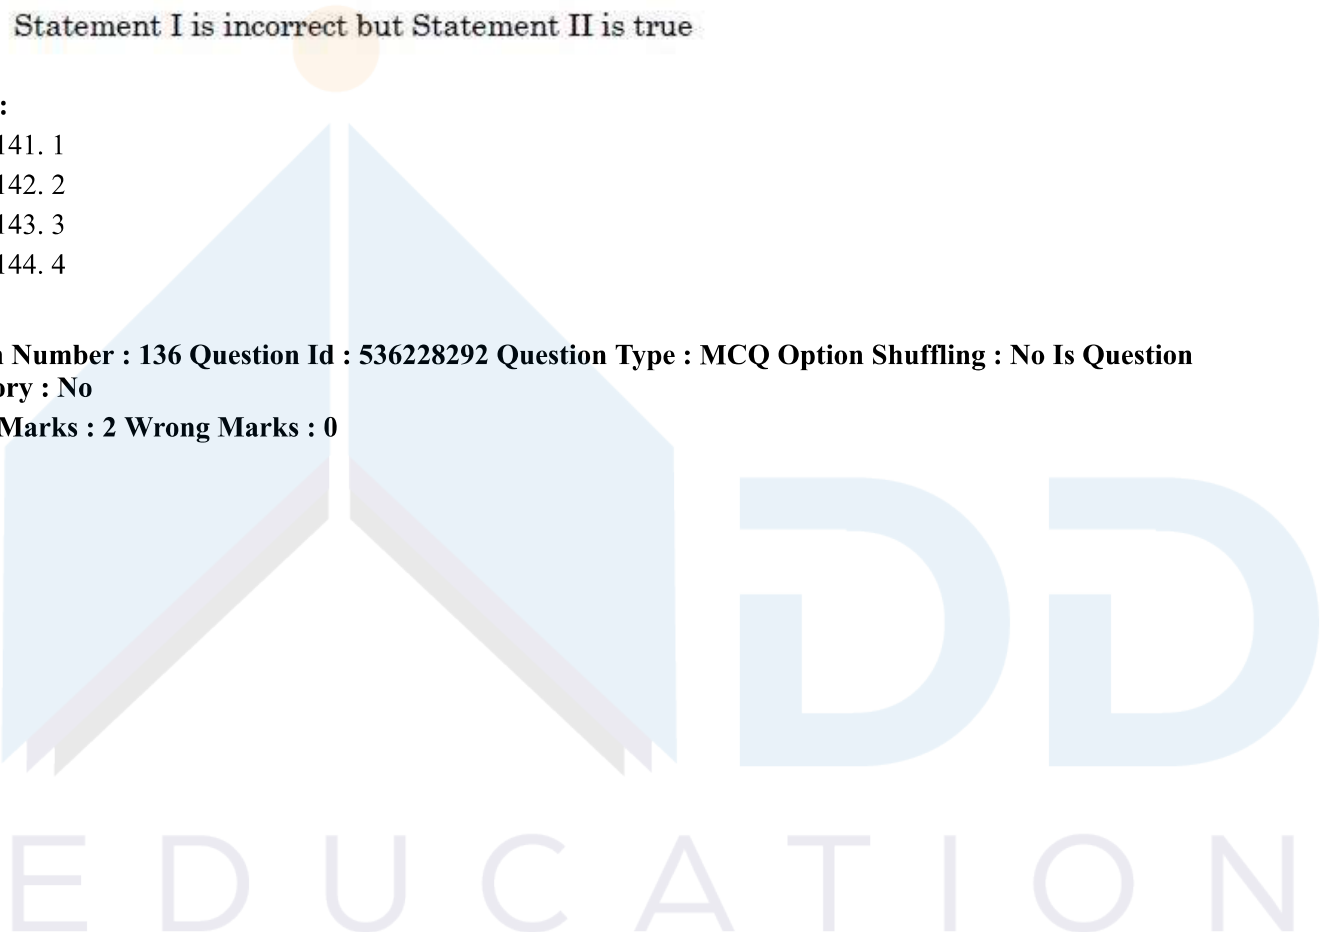 Statement I is incorrect but Statement II is true
:
141. 1
142. 2
143. 3
144. 4
Number : 136 Question Id : 536228292 Question Type : MCQ Option Shuffling : No Is Question
: No
Marks : 2 Wrong Marks : 0
DD
EDUCATION